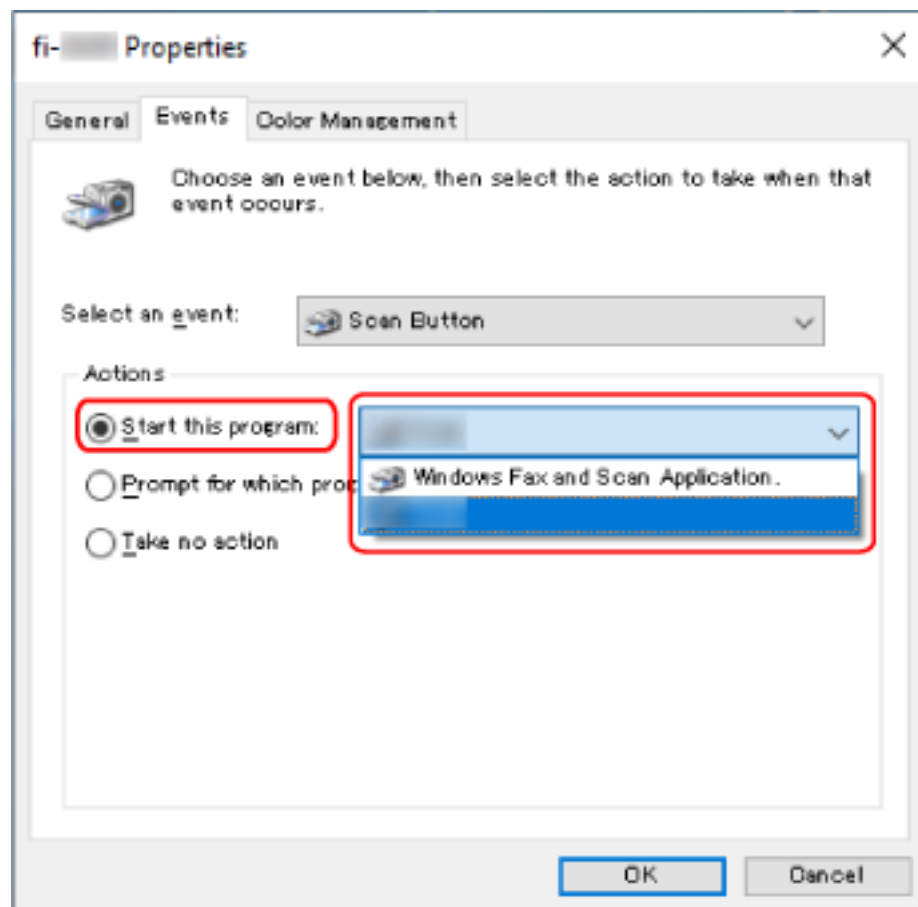 fi- Properties
General Events Color Management
Choose an event below, then select the action to take when that
event occurs.
Select an event: Scan Button
Actions
Start this program:
Windows Fax and Scan Application.
Prompt for which
Take no action
OK Cancel